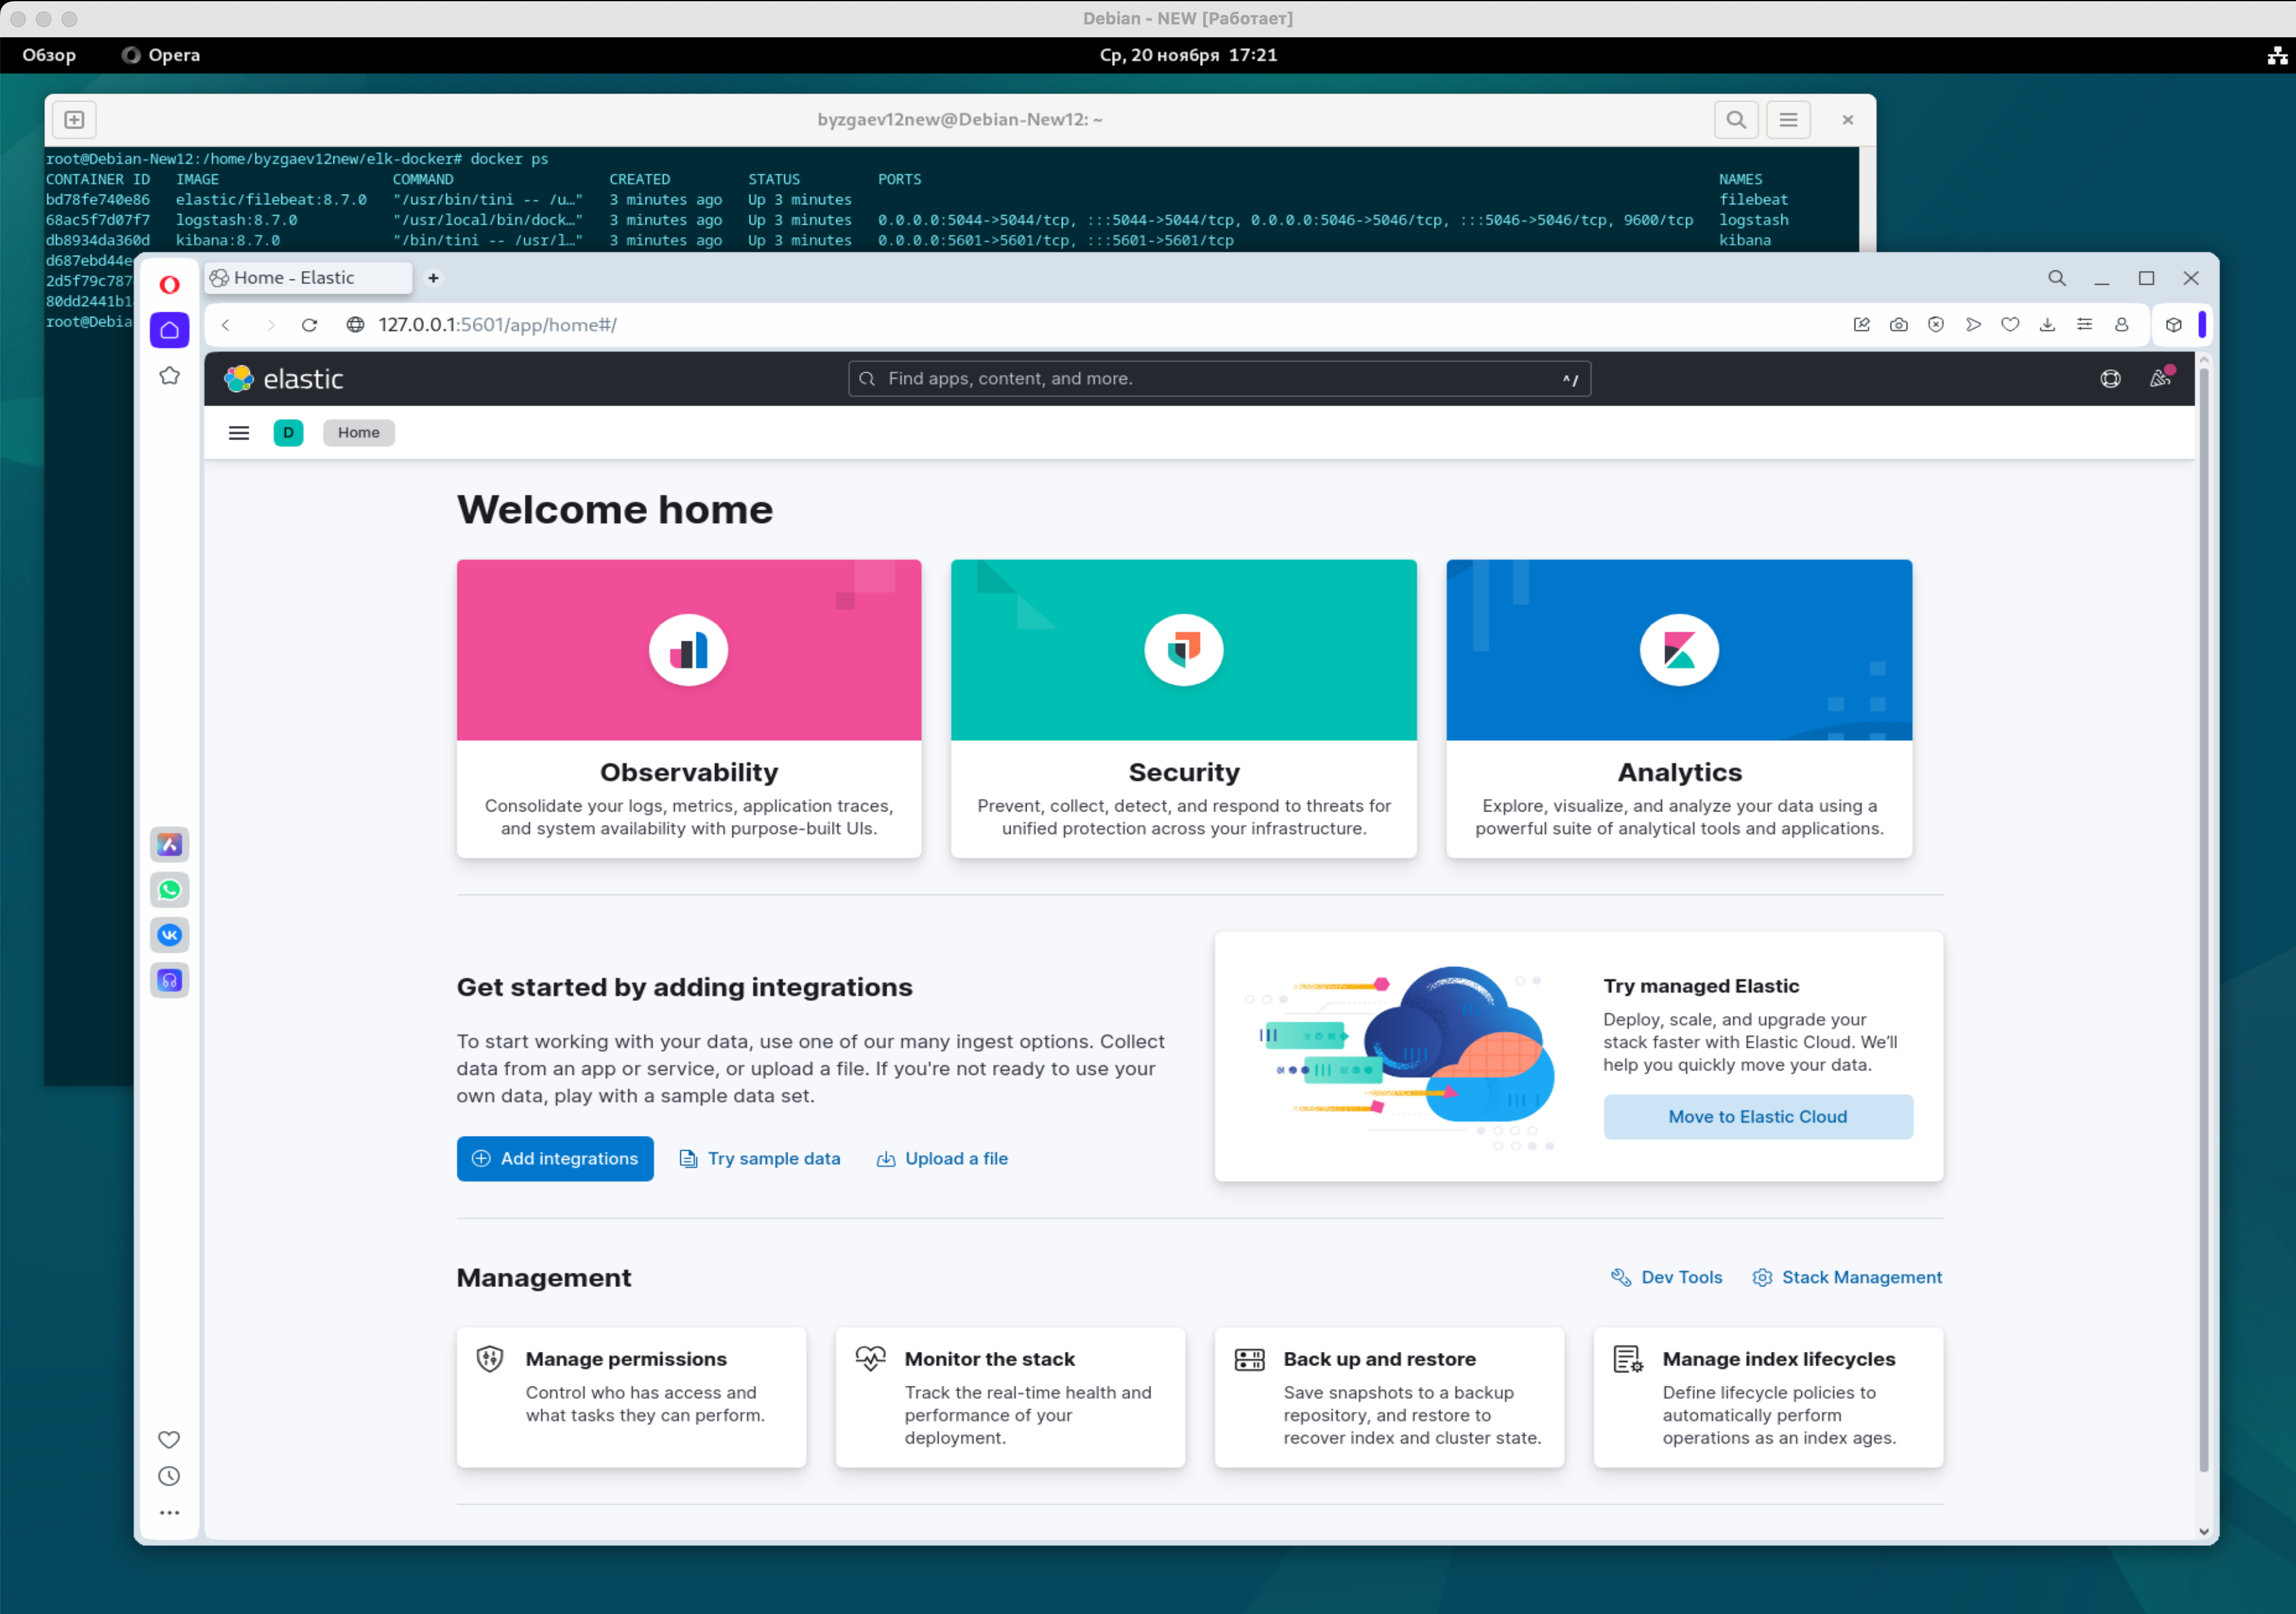 Debian - NEW [Работает]
Обзор Opera Ср, 20 ноября 17:21
byzgaev12new@Debian-New12: ~
root@Debian-New12:/home/byzgaev12new/elk-docker# docker ps
CONTAINER ID IMAGE COMMAND CREATED STATUS PORTS NAMES
bd78fe740e86 elastic/filebeat:8.7.0 "/usr/bin/tini -- /u…" 3 minutes ago Up 3 minutes filebeat
68ac5f7d07f7 logstash:8.7.0 "/usr/local/bin/dock…" 3 minutes ago Up 3 minutes 0.0.0.0:5044->5044/tcp, :::5044->5044/tcp, 0.0.0.0:5046->5046/tcp, :::5046->5046/tcp, 9600/tcp logstash
db8934da360d kibana:8.7.0 "/bin/tini -- /usr/l…" 3 minutes ago Up 3 minutes 0.0.0.0:5601->5601/tcp, :::5601->5601/tcp kibana
d687ebd44e
2d5f79c787
80dd2441b1
root@Debia
Home - Elastic
127.0.0.1:5601/app/home#/
elastic
Find apps, content, and more. ^/
D Home
Welcome home
Observability
Consolidate your logs, metrics, application traces,
and system availability with purpose-built UIs.
Security
Prevent, collect, detect, and respond to threats for
unified protection across your infrastructure.
Analytics
Explore, visualize, and analyze your data using a
powerful suite of analytical tools and applications.
Get started by adding integrations
To start working with your data, use one of our many ingest options. Collect
data from an app or service, or upload a file. If you're not ready to use your
own data, play with a sample data set.
Add integrations Try sample data Upload a file
Try managed Elastic
Deploy, scale, and upgrade your
stack faster with Elastic Cloud. We’ll
help you quickly move your data.
Move to Elastic Cloud
Management
Dev Tools Stack Management
Manage permissions
Control who has access and
what tasks they can perform.
Monitor the stack
Track the real-time health and
performance of your
deployment.
Back up and restore
Save snapshots to a backup
repository, and restore to
recover index and cluster state.
Manage index lifecycles
Define lifecycle policies to
automatically perform
operations as an index ages.